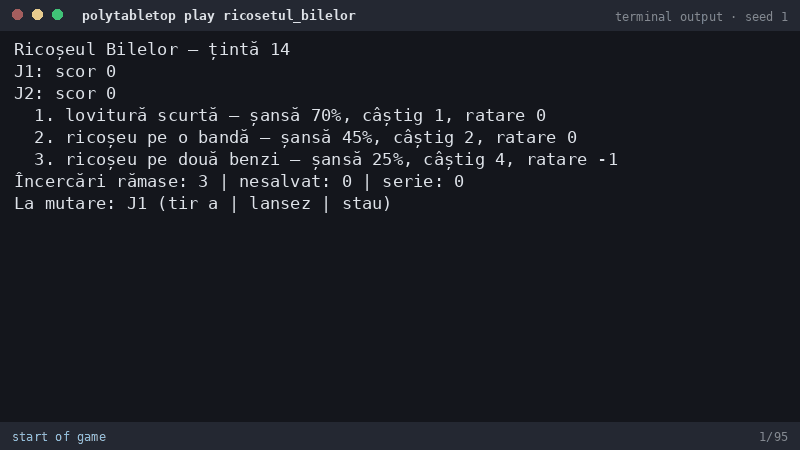 polytabletop play ricosetul_bilelor
terminal output · seed 1
Ricoșeul Bilelor — țintă 14
J1: scor 0
J2: scor 0
1. lovitură scurtă — șansă 70%, câștig 1, ratare 0
2. ricoșeu pe o bandă — șansă 45%, câștig 2, ratare 0
3. ricoșeu pe două benzi — șansă 25%, câștig 4, ratare -1
Încercări rămase: 3 | nesalvat: 0 | serie: 0
La mutare: J1 (tir a | lansez | stau)
start of game
1/95